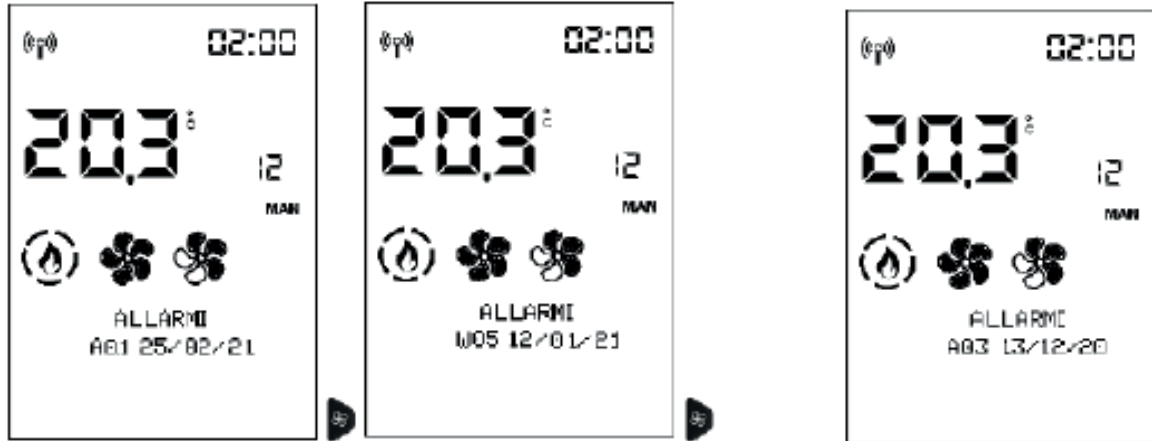 02:00
20.3 °C
12
MAN
ALLARMI
A01 25/02/21
02:00
20.3 °C
12
MAN
ALLARMI
W05 12/01/21
02:00
20.3 °C
12
MAN
ALLARMI
A03 13/12/20